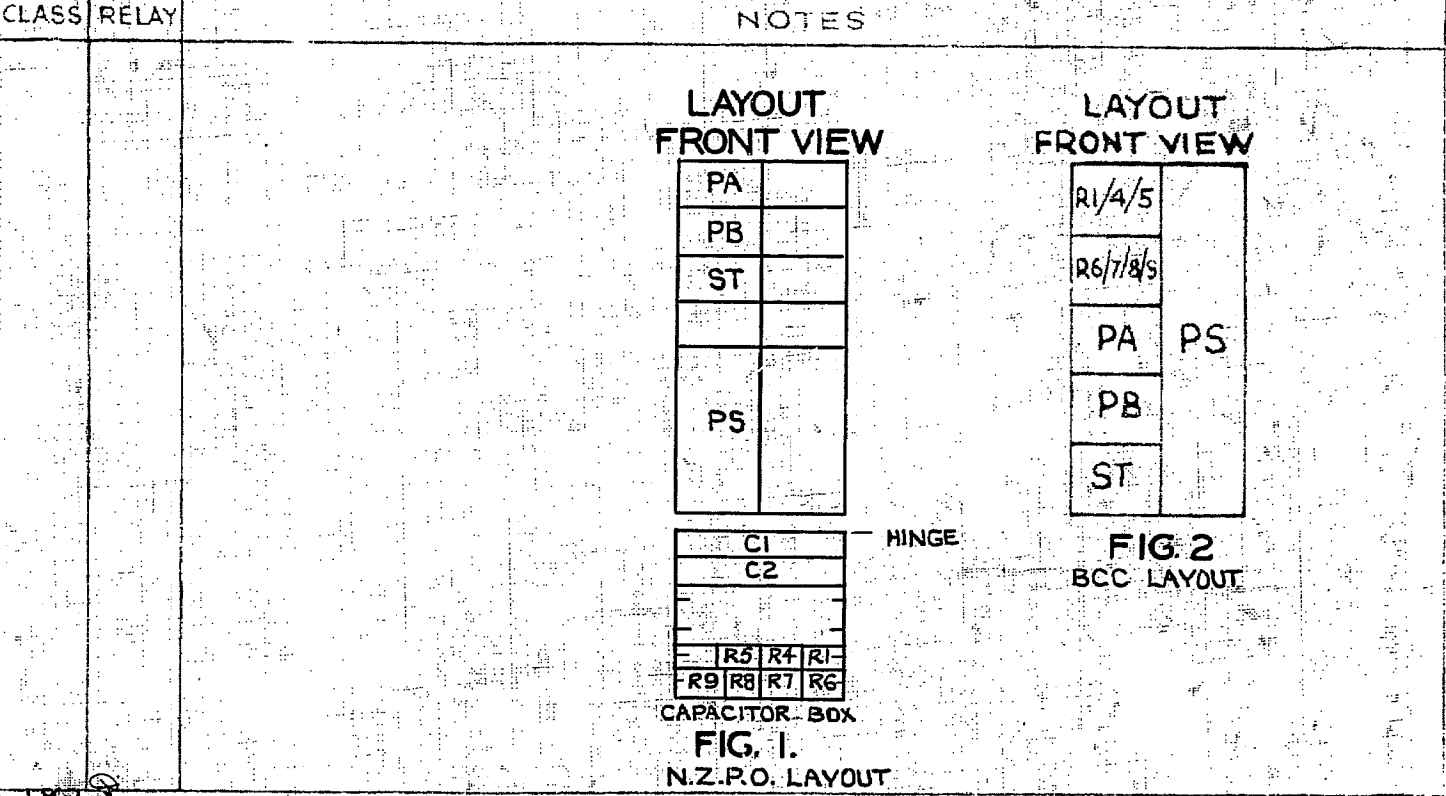 CLASS RELAY NOTES
LAYOUT
FRONT VIEW
PA
PB
ST
PS
C1
HINGE
C2
R5 R4 R1
R9 R8 R7 R6
CAPACITOR BOX
FIG. 1.
N.Z.P.O. LAYOUT
LAYOUT
FRONT VIEW
R1/4/5
R6/7/8/9
PA
PS
PB
ST
FIG. 2
BCC LAYOUT